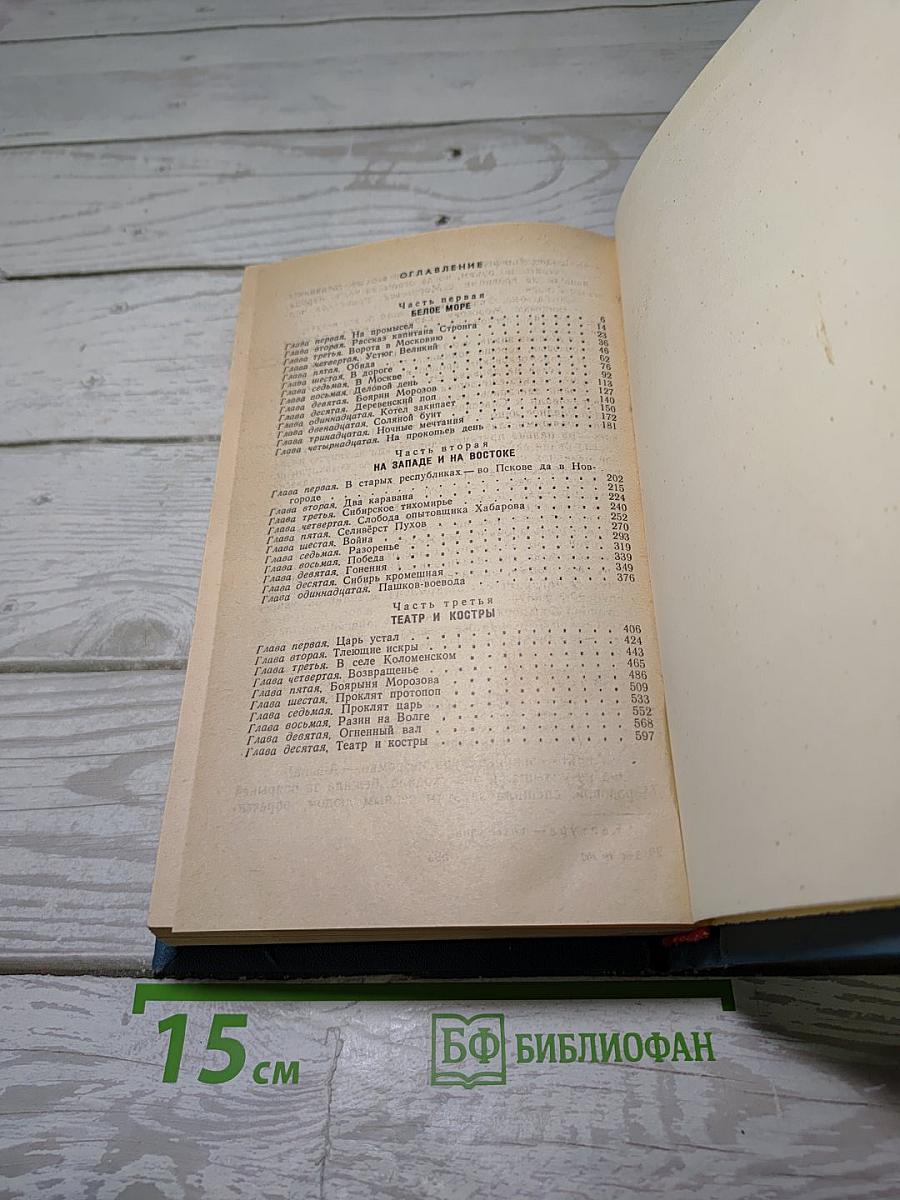 ОГЛАВЛЕНИЕ
Часть первая
БЕЛОЕ МОРЕ
Глава первая. На промысел 6
Глава вторая. Рассказ капитана Стронга 14
Глава третья. Ворота в Московию 23
Глава четвертая. Устюг Великий 36
Глава пятая. Обида 46
Глава шестая. В дороге 62
Глава седьмая. В Москве 76
Глава восьмая. Деловой день 92
Глава девятая. Боярин Морозов 113
Глава десятая. Деревенский поп 127
Глава одиннадцатая. Котел закипает 140
Глава двенадцатая. Соляной бунт 150
Глава тринадцатая. Ночные мечтания 172
Глава четырнадцатая. На прокопьев день 181
Часть вторая
НА ЗАПАДЕ И НА ВОСТОКЕ
Глава первая. В старых республиках — во Пскове да в Нов-
городе 202
Глава вторая. Два каравана 215
Глава третья. Сибирское тихомирье 224
Глава четвертая. Слобода опытовщика Хабарова 240
Глава пятая. Селивёрст Пухов 252
Глава шестая. Война 270
Глава седьмая. Разоренье 293
Глава восьмая. Победа 319
Глава девятая. Гонения 339
Глава десятая. Сибирь кромешная 349
Глава одиннадцатая. Пашков-воевода 376
Часть третья
ТЕАТР И КОСТРЫ
Глава первая. Царь устал 406
Глава вторая. Тлеющие искры 424
Глава третья. В селе Коломенском 443
Глава четвертая. Возвращенье 465
Глава пятая, Боярыня Морозова 486
Глава шестая. Проклят протопоп 509
Глава седьмая. Проклят царь 533
Глава восьмая. Разин на Волге 552
Глава девятая, Огненный вал 568
Глава десятая, Театр и костры 597
15 см
БФ БИБЛИОФАН